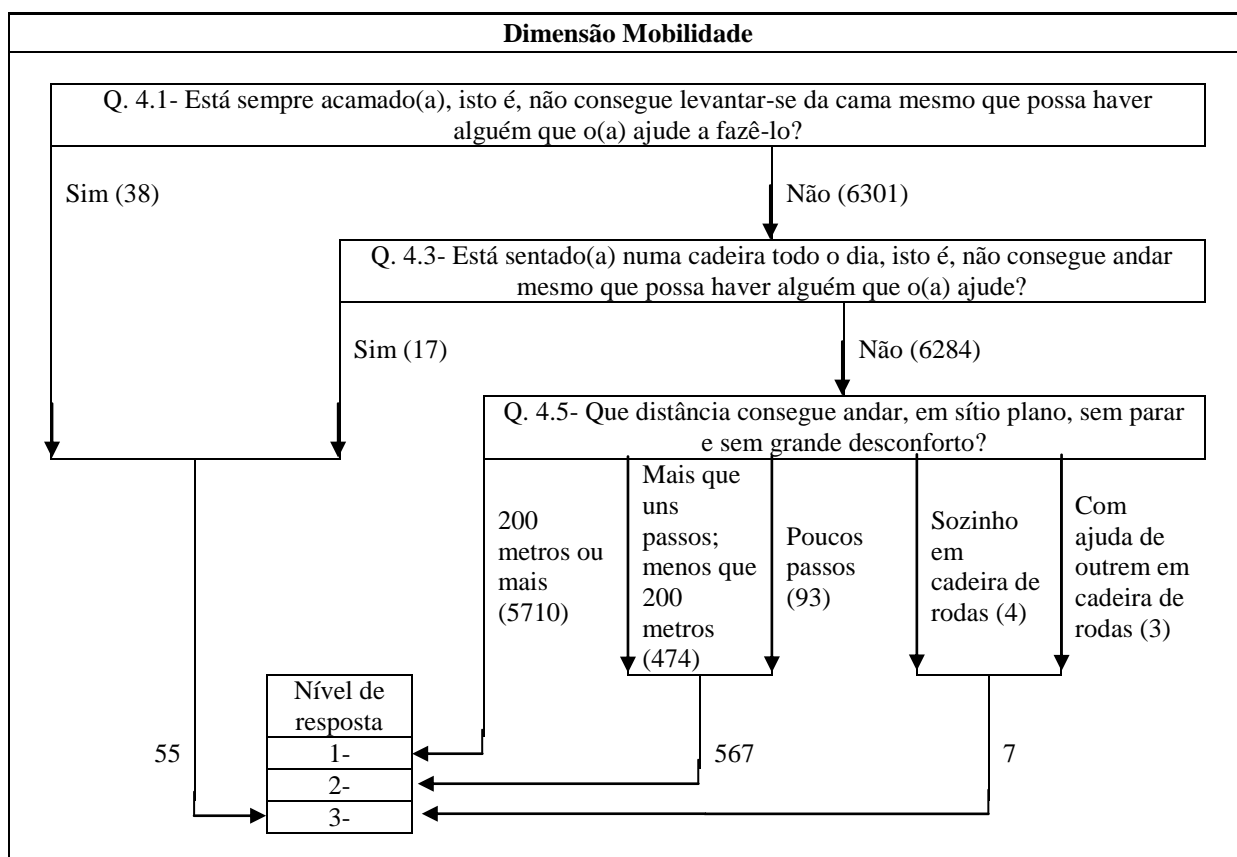 Dimensão Mobilidade
Q. 4.1- Está sempre acamado(a), isto é, não consegue levantar-se da cama mesmo que possa haver
alguém que o(a) ajude a fazê-lo?
Sim (38)
Não (6301)
Q. 4.3- Está sentado(a) numa cadeira todo o dia, isto é, não consegue andar
mesmo que possa haver alguém que o(a) ajude?
Sim (17)
Não (6284)
Q. 4.5- Que distância consegue andar, em sítio plano, sem parar
e sem grande desconforto?
200
metros ou
mais
(5710)
Mais que
uns
passos;
menos que
200
metros
(474)
Poucos
passos
(93)
Sozinho
em
cadeira de
rodas (4)
Com
ajuda de
outrem em
cadeira de
rodas (3)
Nível de
resposta
1-
2-
3-
55
567
7